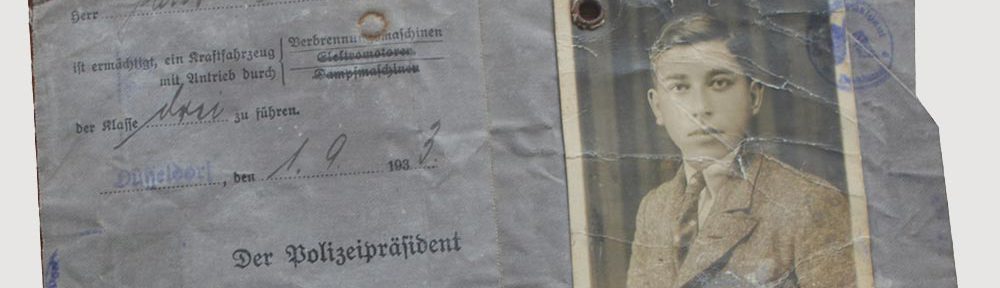 Herr
ist ermächtigt, ein Kraftfahrzeug
mit Antrieb durch
Verbrennungsmaschinen
Elektromotoren
Dampfmaschinen
der Klasse drei zu führen.
Düsseldorf, den 1. 9. 1933.
Der Polizeipräsident